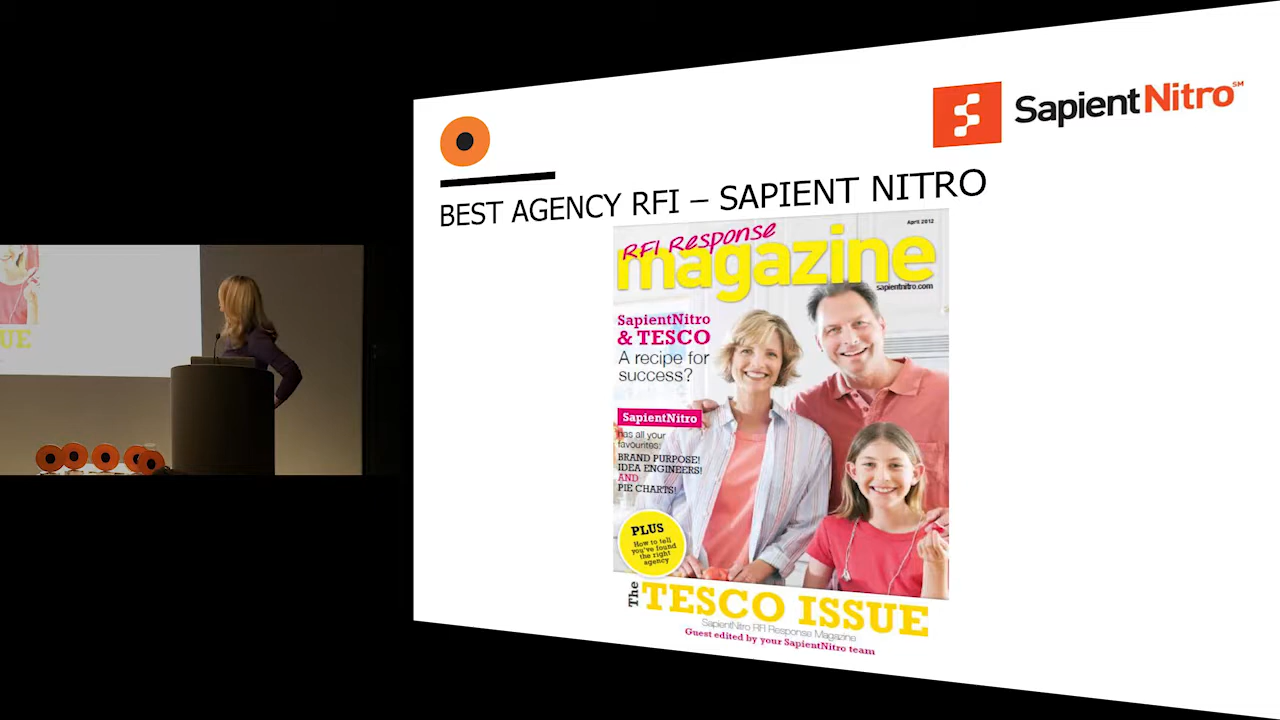 SapientNitro℠
BEST AGENCY RFI – SAPIENT NITRO
April 2012
RFI Response
magazine
sapientnitro.com
SapientNitro
& TESCO
A recipe for
success?
SapientNitro
has all your
favourites:
BRAND PURPOSE!
IDEA ENGINEERS!
AND
PIE CHARTS!
PLUS
How to tell
you've found
the right
agency
The TESCO ISSUE
SapientNitro RFI Response Magazine
Guest edited by your SapientNitro team
UE